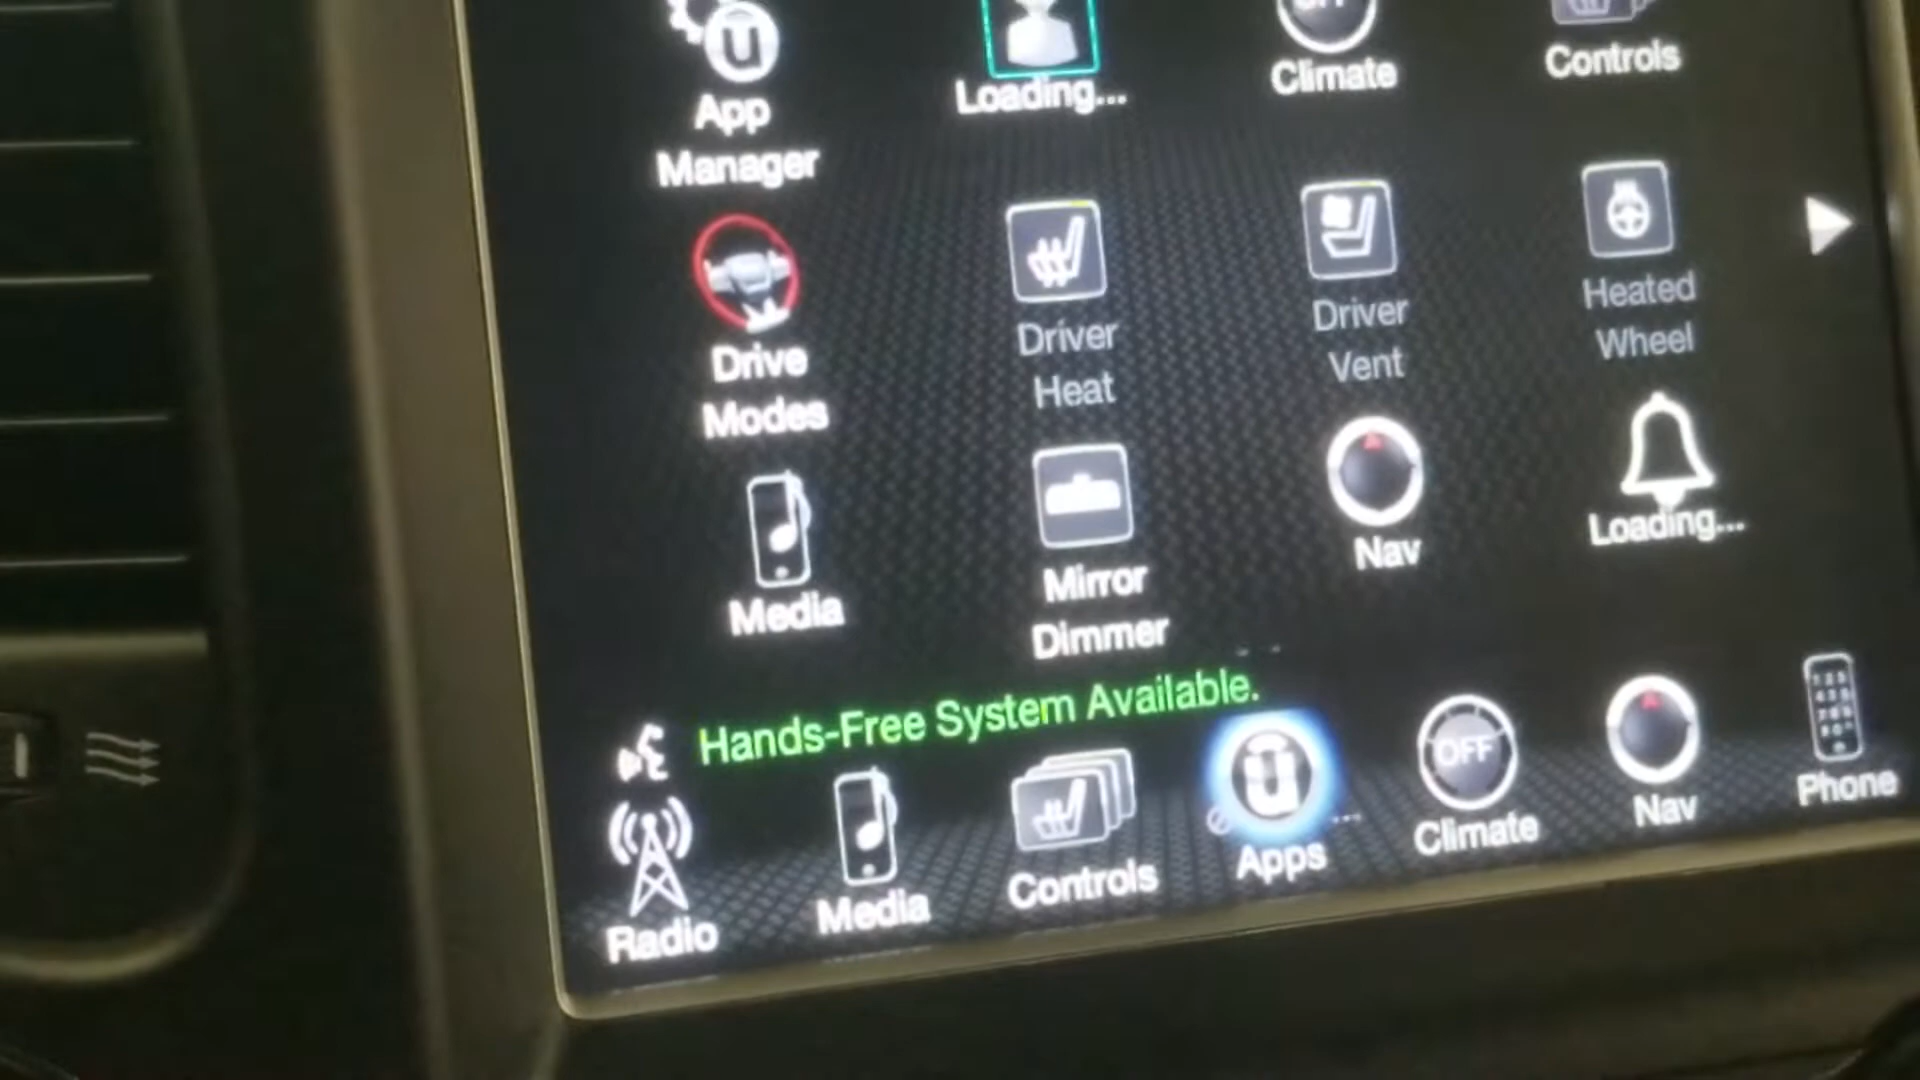 App
Manager
Loading...
Climate
Controls
Drive
Modes
Driver
Heat
Driver
Vent
Heated
Wheel
Media
Mirror
Dimmer
Nav
Loading...
Hands-Free System Available.
Radio
Media
Controls
Apps
OFF
Climate
Nav
Phone